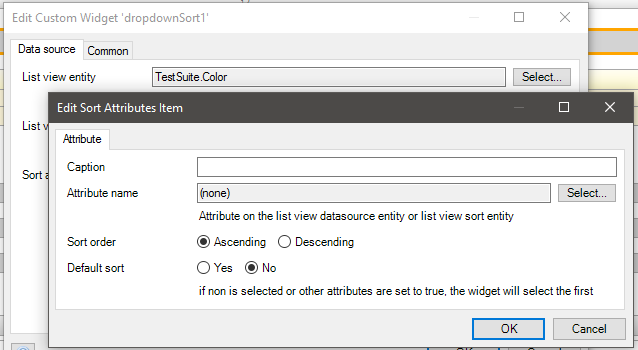 Edit Custom Widget 'dropdownSort1'
Data source
Common
List view entity
TestSuite.Color
Select...
Edit Sort Attributes Item
List v
Attribute
Caption
Sort a
Attribute name
(none)
Select...
Attribute on the list view datasource entity or list view sort entity
Sort order
Ascending
Descending
Default sort
Yes
No
if non is selected or other attributes are set to true, the widget will select the first
OK
Cancel